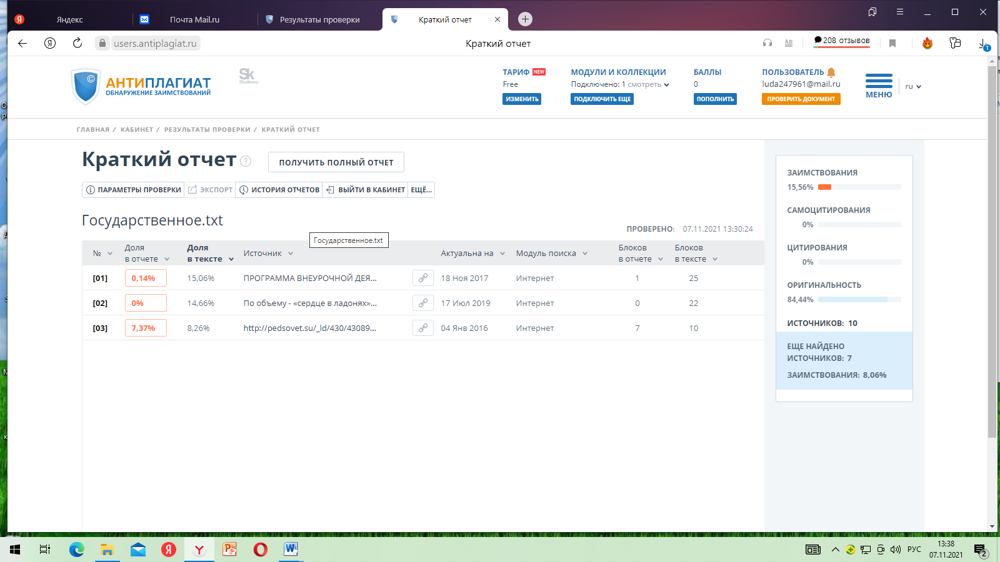 Яндекс
Почта Mail.ru
Результаты проверки
Краткий отчет
users.antiplagiat.ru
Краткий отчет
208 отзывов
1
АНТИПЛАГИАТ
ОБНАРУЖЕНИЕ ЗАИМСТВОВАНИЙ
Sk
Skolkovo
ТАРИФ NEW
Free
ИЗМЕНИТЬ
МОДУЛИ И КОЛЛЕКЦИИ
Подключено: 1 смотреть
ПОДКЛЮЧИТЬ ЕЩЕ
БАЛЛЫ
0
ПОПОЛНИТЬ
ПОЛЬЗОВАТЕЛЬ
luda247961@mail.ru
ПРОВЕРИТЬ ДОКУМЕНТ
МЕНЮ
ru
ГЛАВНАЯ / КАБИНЕТ / РЕЗУЛЬТАТЫ ПРОВЕРКИ / КРАТКИЙ ОТЧЕТ
Краткий отчет ?
ПОЛУЧИТЬ ПОЛНЫЙ ОТЧЕТ
ПАРАМЕТРЫ ПРОВЕРКИ ЭКСПОРТ ИСТОРИЯ ОТЧЕТОВ ВЫЙТИ В КАБИНЕТ ЕЩЁ...
Государственное.txt
ПРОВЕРЕНО: 07.11.2021 13:30:24
Государственное.txt
№ Доля в отчете Доля в тексте Источник Актуальна на Модуль поиска Блоков в отчете Блоков в тексте
[01] 0,14% 15,06% ПРОГРАММА ВНЕУРОЧНОЙ ДЕЯ... 18 Ноя 2017 Интернет 1 25
[02] 0% 14,66% По объему - «сердце в ладонях»... 17 Июл 2019 Интернет 0 22
[03] 7,37% 8,26% http://pedsovet.su/_ld/430/43089... 04 Янв 2016 Интернет 7 10
ЗАИМСТВОВАНИЯ
15,56%
САМОЦИТИРОВАНИЯ
0%
ЦИТИРОВАНИЯ
0%
ОРИГИНАЛЬНОСТЬ
84,44%
ИСТОЧНИКОВ: 10
ЕЩЕ НАЙДЕНО
ИСТОЧНИКОВ: 7
ЗАИМСТВОВАНИЯ: 8,06%
РУС
13:38
07.11.2021
2